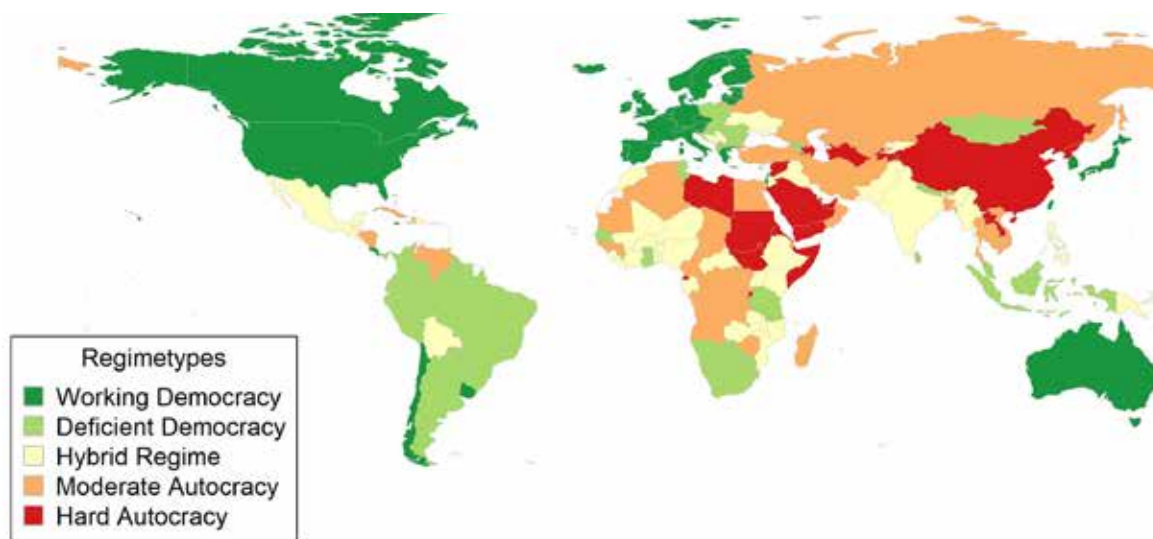 Regimetypes
Working Democracy
Deficient Democracy
Hybrid Regime
Moderate Autocracy
Hard Autocracy